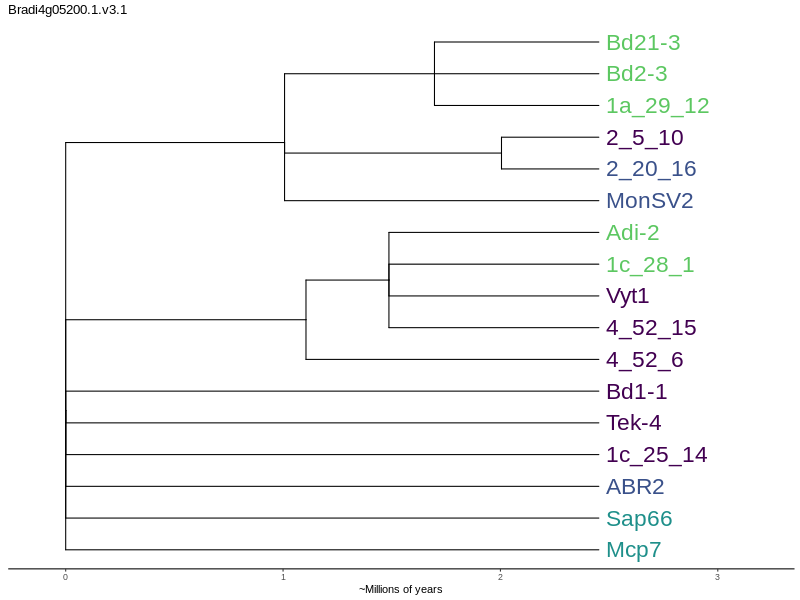 Bradi4g05200.1.v3.1
Bd21-3
Bd2-3
1a_29_12
2_5_10
2_20_16
MonSV2
Adi-2
1c_28_1
Vyt1
4_52_15
4_52_6
Bd1-1
Tek-4
1c_25_14
ABR2
Sap66
Mcp7
0 1 2 3
~Millions of years